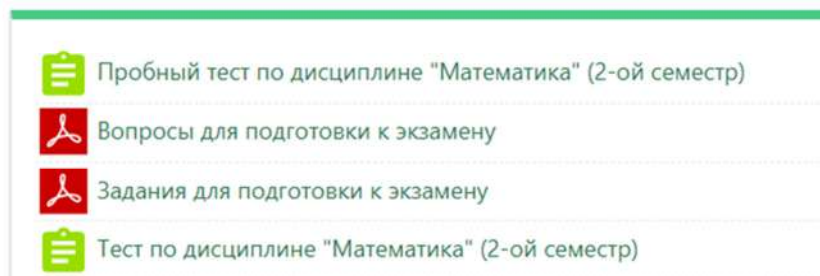 Пробный тест по дисциплине "Математика" (2-ой семестр)
Вопросы для подготовки к экзамену
Задания для подготовки к экзамену
Тест по дисциплине "Математика" (2-ой семестр)